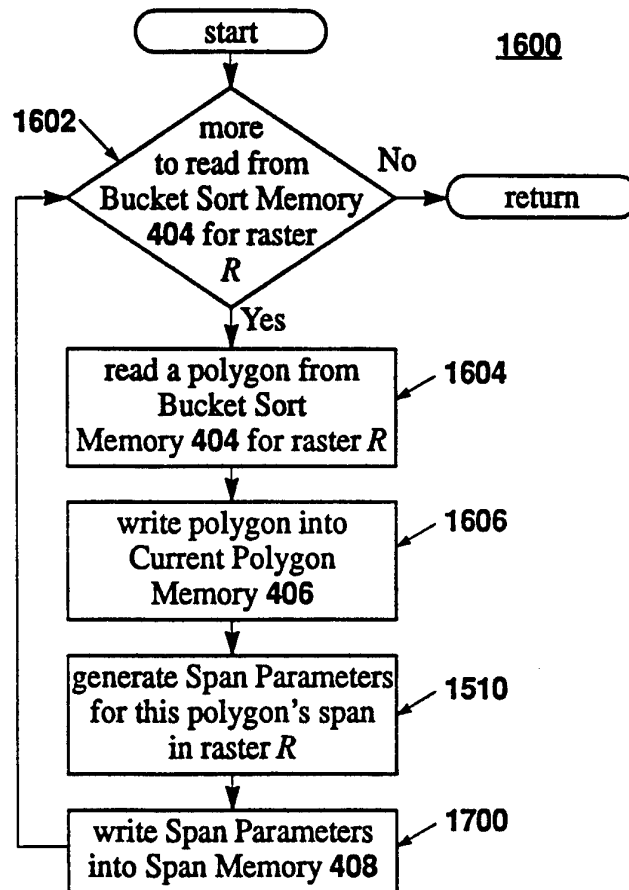 start
1600
1602
more
to read from
Bucket Sort Memory
404 for raster
R
No
return
Yes
read a polygon from
Bucket Sort
Memory 404 for raster R
1604
write polygon into
Current Polygon
Memory 406
1606
generate Span Parameters
for this polygon's span
in raster R
1510
write Span Parameters
into Span Memory 408
1700